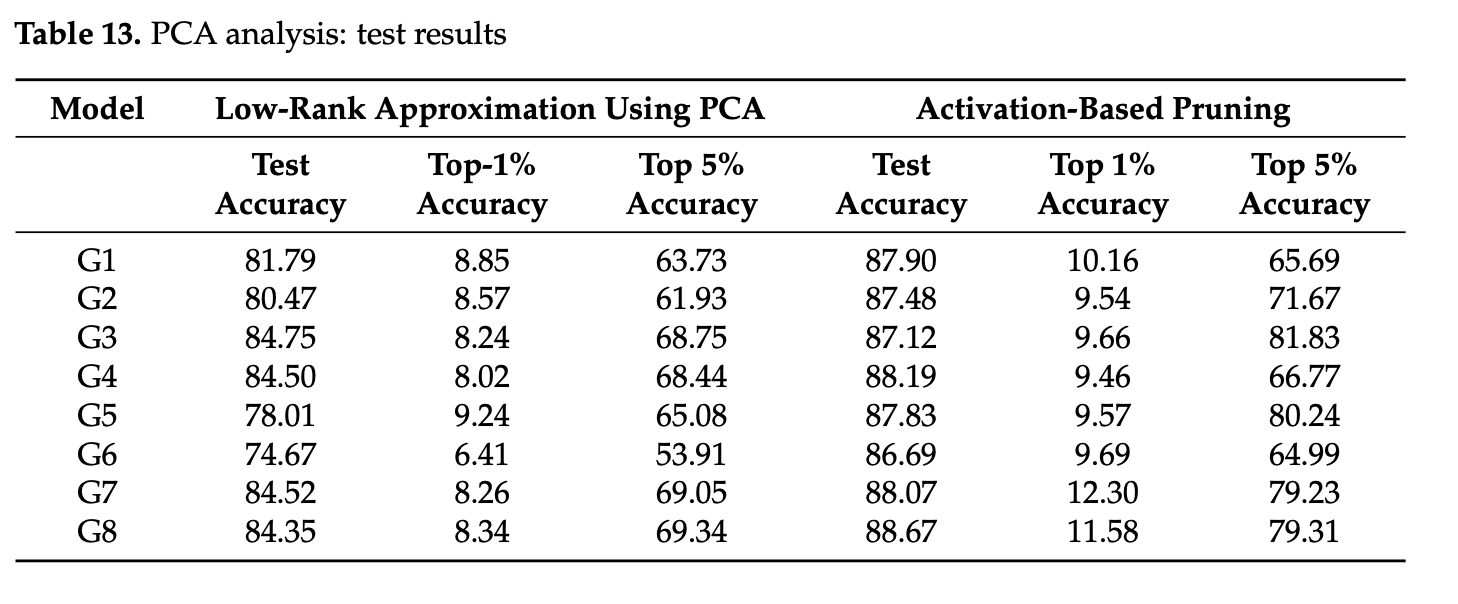 Table 13. PCA analysis: test results
Model Low-Rank Approximation Using PCA Activation-Based Pruning
Test Top-1% Top 5% Test Top 1% Top 5%
Accuracy Accuracy Accuracy Accuracy Accuracy Accuracy
G1 81.79 8.85 63.73 87.90 10.16 65.69
G2 80.47 8.57 61.93 87.48 9.54 71.67
G3 84.75 8.24 68.75 87.12 9.66 81.83
G4 84.50 8.02 68.44 88.19 9.46 66.77
G5 78.01 9.24 65.08 87.83 9.57 80.24
G6 74.67 6.41 53.91 86.69 9.69 64.99
G7 84.52 8.26 69.05 88.07 12.30 79.23
G8 84.35 8.34 69.34 88.67 11.58 79.31